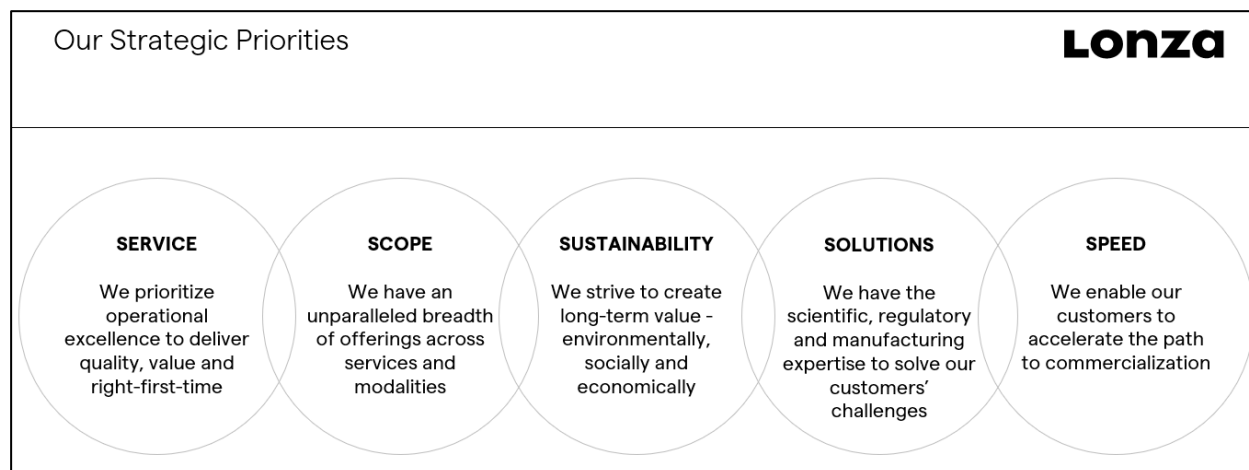 Our Strategic Priorities
Lonza
SERVICE
We prioritize
operational
excellence to deliver
quality, value and
right-first-time
SCOPE
We have an
unparalleled breadth
of offerings across
services and
modalities
SUSTAINABILITY
We strive to create
long-term value -
environmentally,
socially and
economically
SOLUTIONS
We have the
scientific, regulatory
and manufacturing
expertise to solve our
customers’
challenges
SPEED
We enable our
customers to
accelerate the path
to commercialization